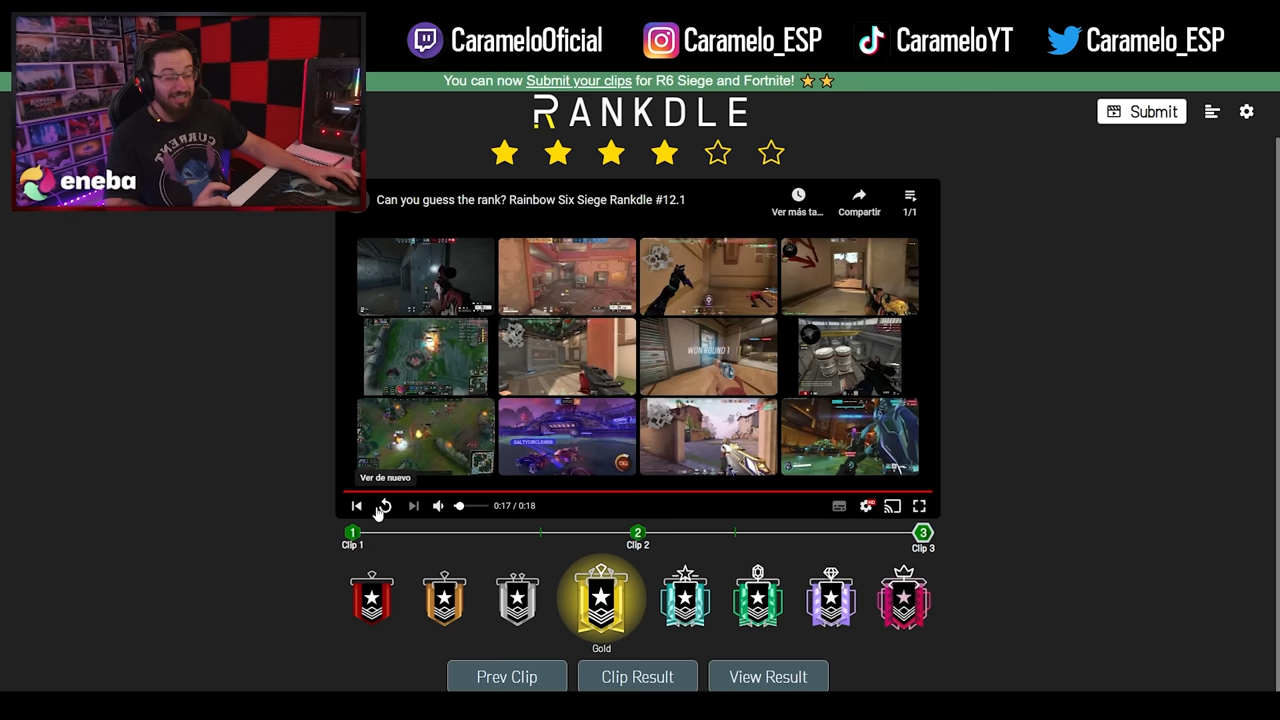 CarameloOficial
Caramelo_ESP
CarameloYT
Caramelo_ESP
You can now Submit your clips for R6 Siege and Fortnite!
RANKDLE
Submit
CURRENT
eneba
Can you guess the rank? Rainbow Six Siege Rankdle #12.1
Ver más ta...
Compartir
1/1
WON ROUND 1
Ver de nuevo
0:17 / 0:18
HD
1
2
3
Clip 1
Clip 2
Clip 3
Gold
Prev Clip
Clip Result
View Result